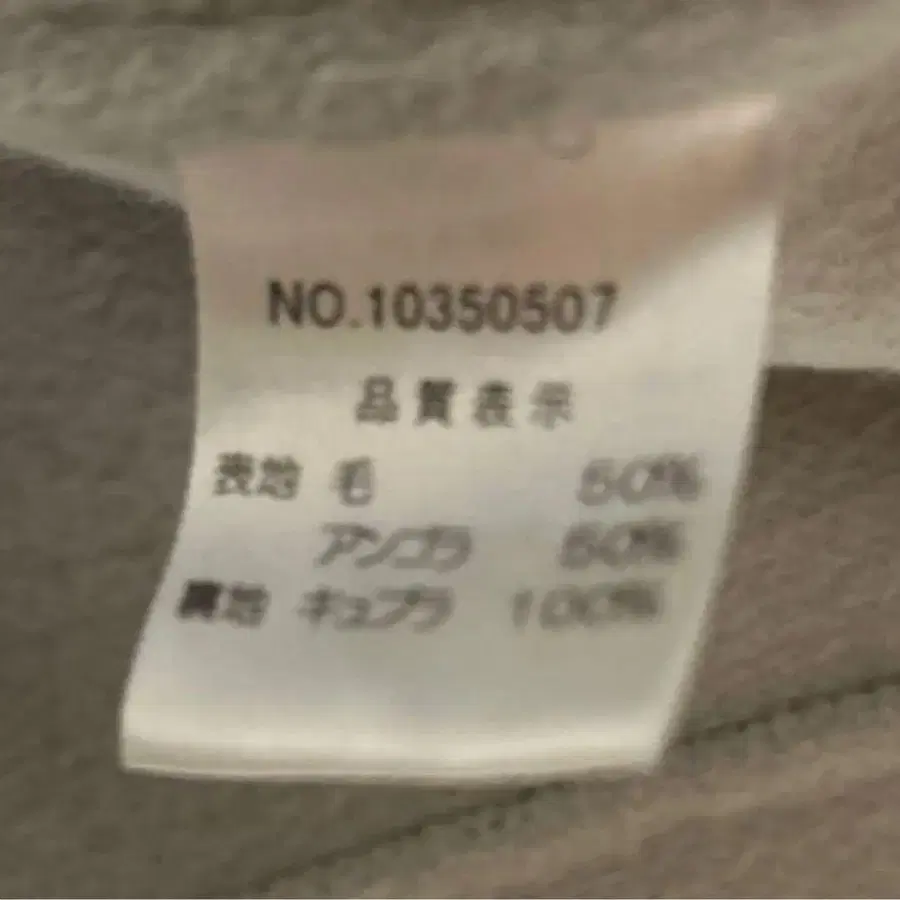 NO.10350507
品質表示
表地 毛 50%
アンゴラ 50%
裏地 キュプラ 100%